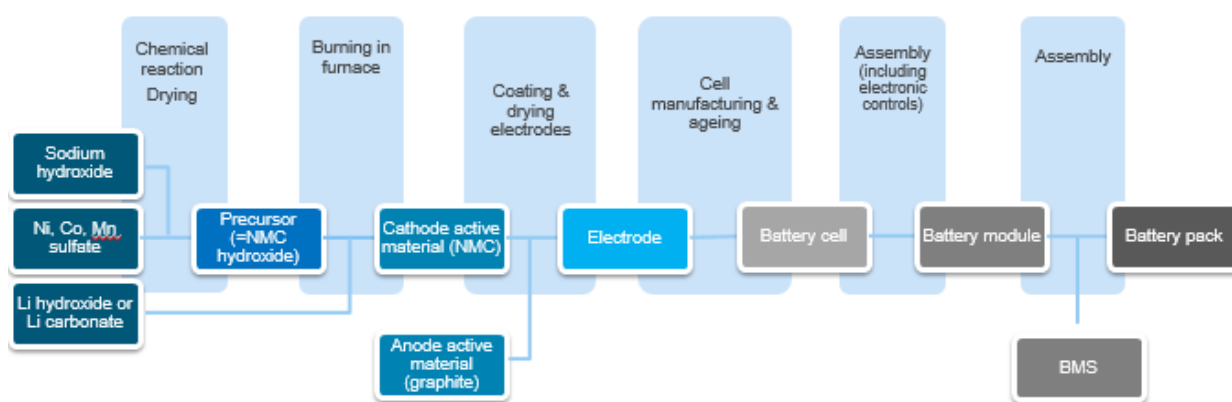 Chemical
reaction
Drying
Burning in
furnace
Coating &
drying
electrodes
Cell
manufacturing &
ageing
Assembly
(including
electronic
controls)
Assembly
Sodium
hydroxide
Ni, Co, Mn,
sulfate
Li hydroxide or
Li carbonate
Precursor
(=NMC
hydroxide)
Cathode active
material (NMC)
Anode active
material
(graphite)
Electrode
Battery cell
Battery module
Battery pack
BMS